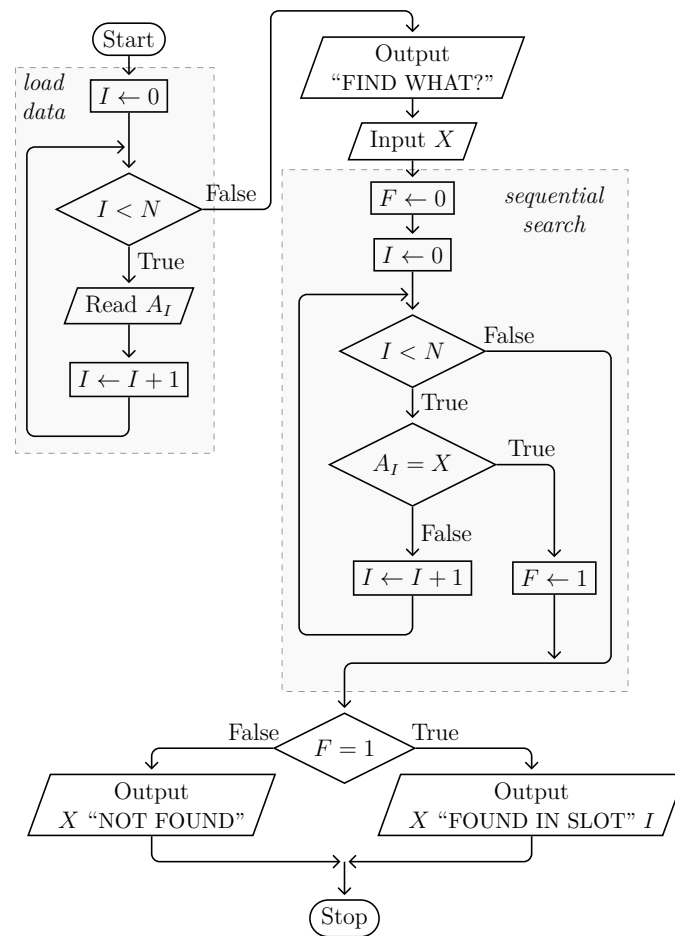 Start
load
data
I ← 0
I < N
False
True
Read A_I
I ← I + 1
Output
“FIND WHAT?”
Input X
sequential
search
F ← 0
I ← 0
I < N
False
True
A_I = X
True
False
I ← I + 1
F ← 1
False
F = 1
True
Output
X “NOT FOUND”
Output
X “FOUND IN SLOT” I
Stop